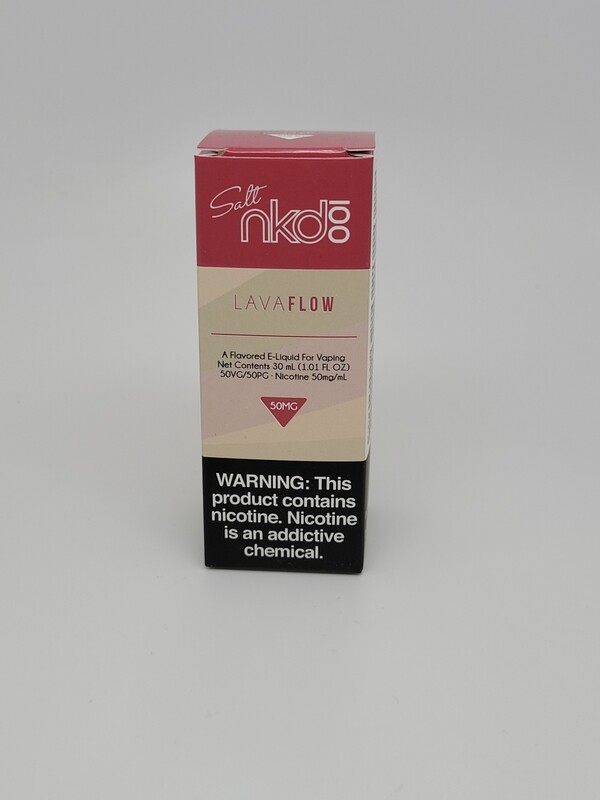 Salt
nkd100
LAVAFLOW
A Flavored E-Liquid For Vaping
Net Contents 30 mL (1.01 FL OZ)
50VG/50PG · Nicotine 50mg/mL
50MG
WARNING: This
product contains
nicotine. Nicotine
is an addictive
chemical.